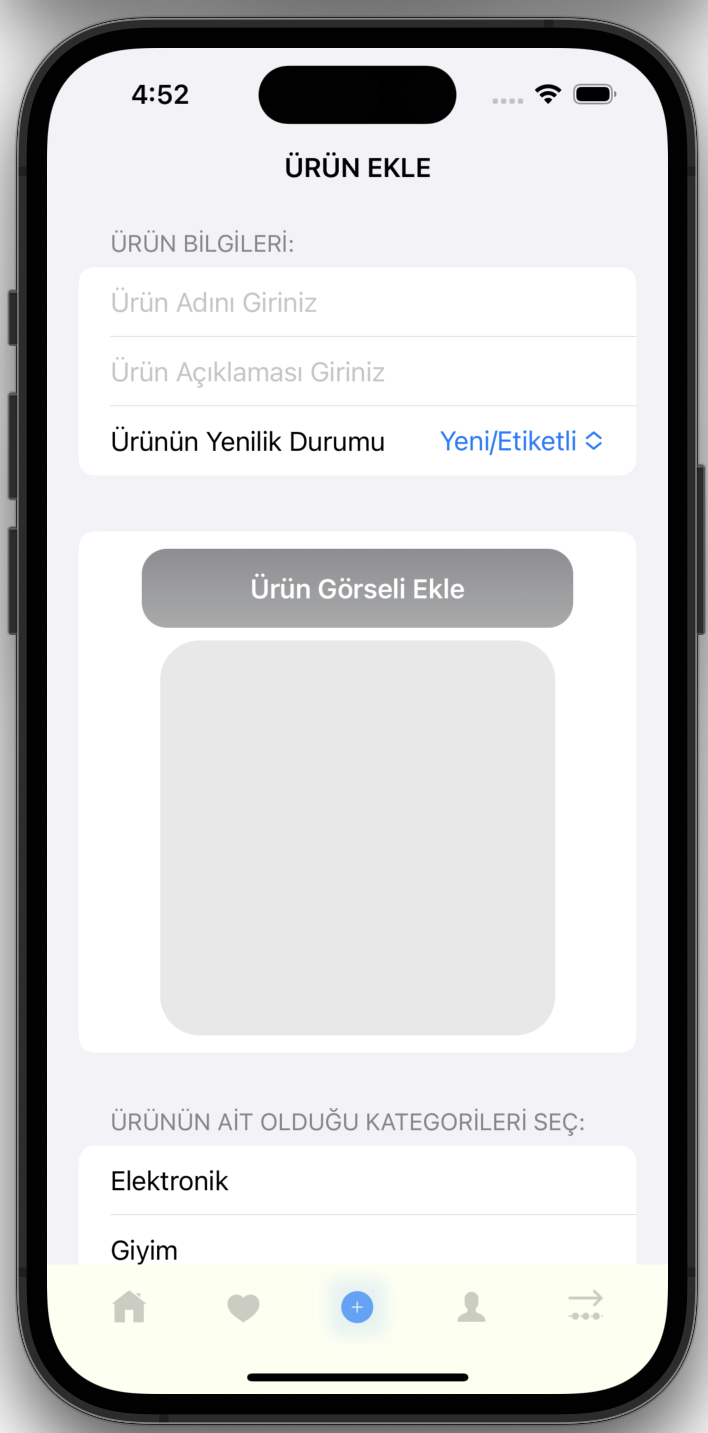 4:52
ÜRÜN EKLE
ÜRÜN BİLGİLERİ:
Ürün Adını Giriniz
Ürün Açıklaması Giriniz
Ürünün Yenilik Durumu Yeni/Etiketli
Ürün Görseli Ekle
ÜRÜNÜN AİT OLDUĞU KATEGORİLERİ SEÇ:
Elektronik
Giyim